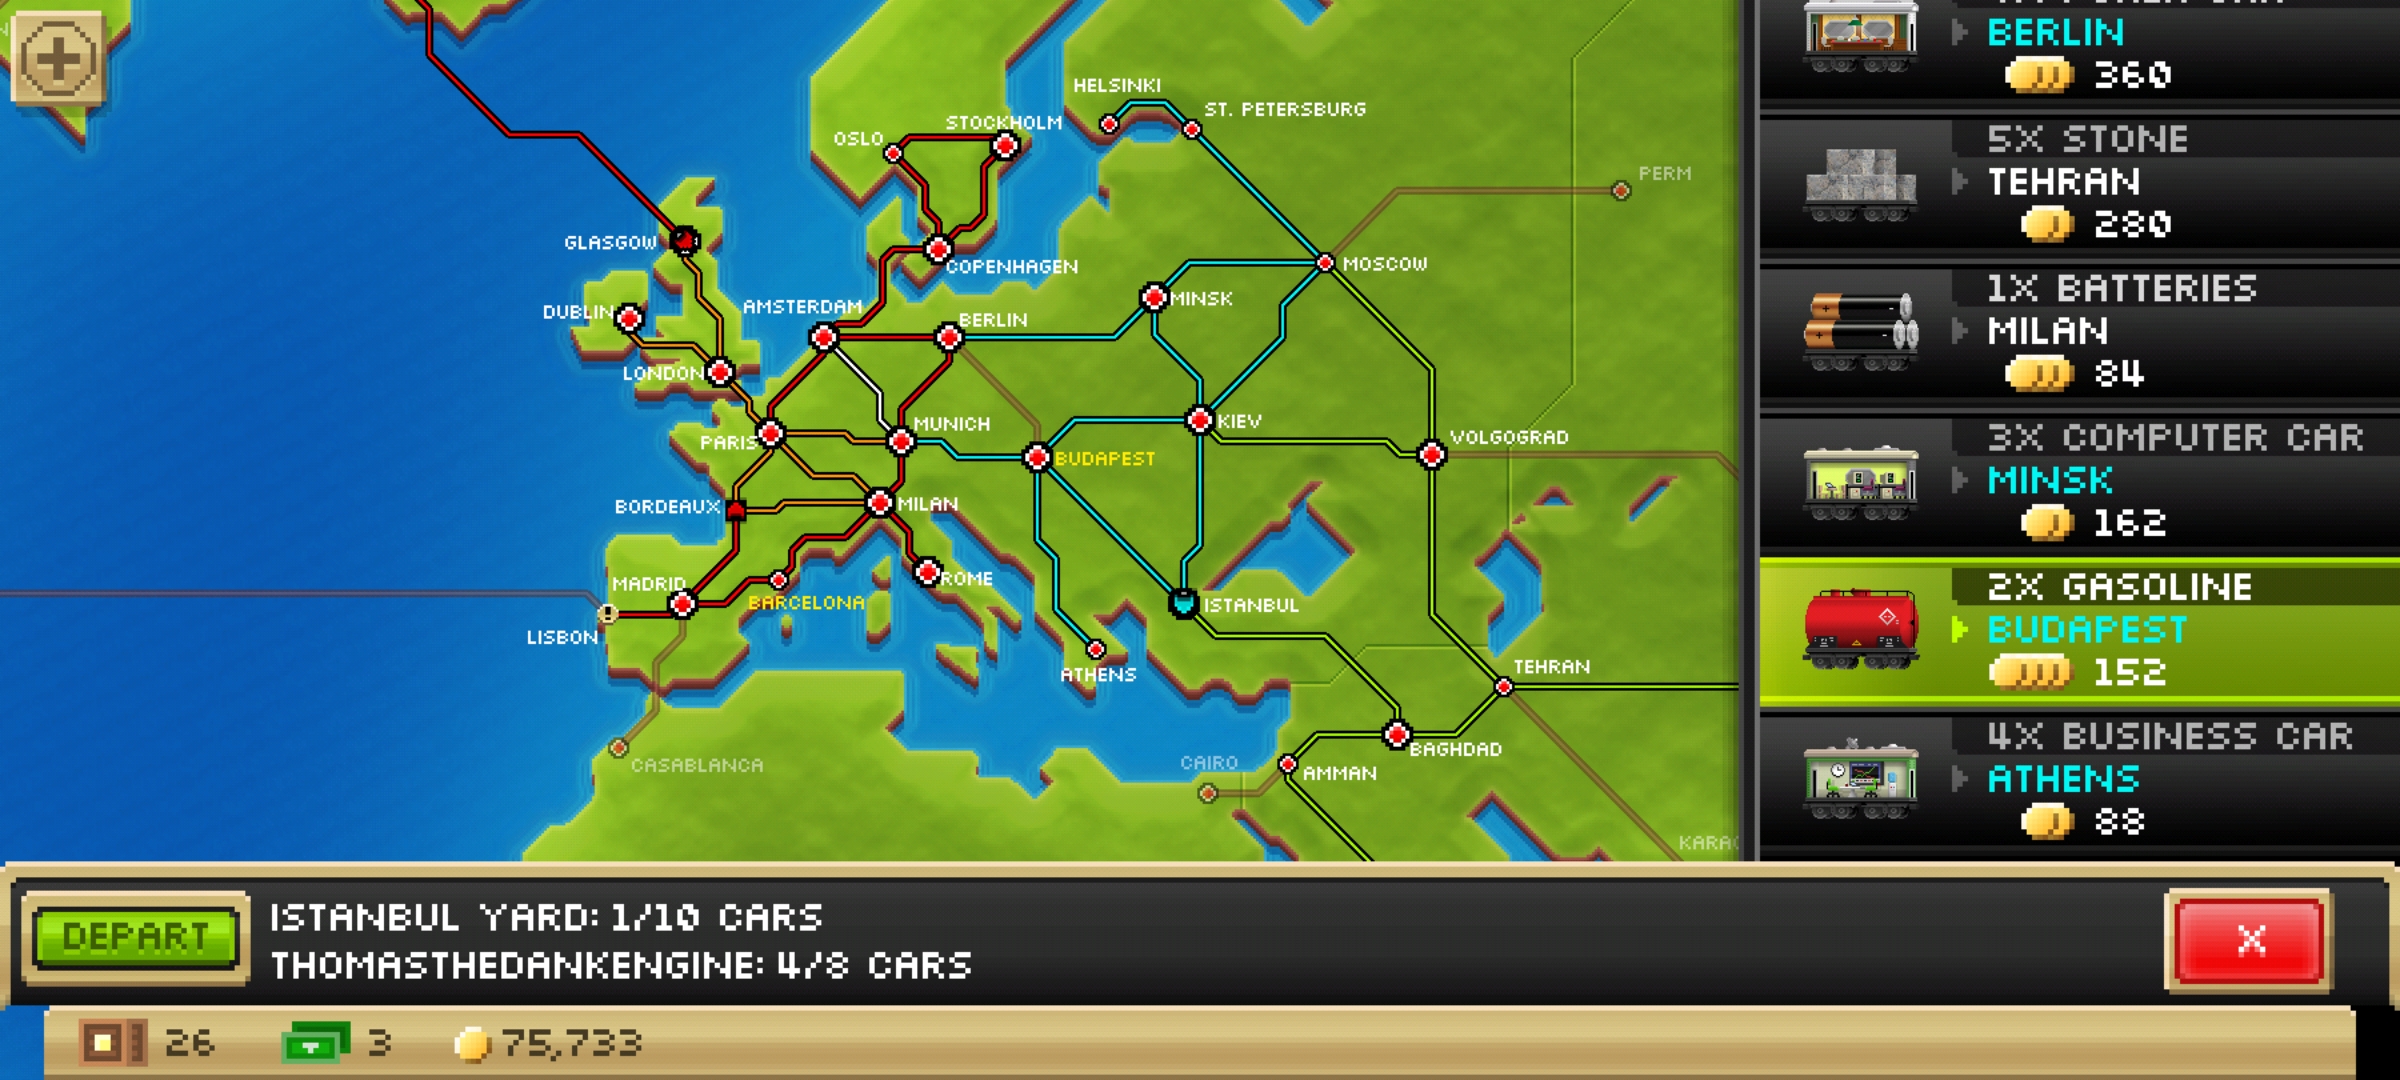 BERLIN
360
5X STONE
TEHRAN
280
1X BATTERIES
MILAN
84
3X COMPUTER CAR
MINSK
162
2X GASOLINE
BUDAPEST
152
4X BUSINESS CAR
ATHENS
88
HELSINKI
ST. PETERSBURG
STOCKHOLM
OSLO
PERM
GLASGOW
COPENHAGEN
MOSCOW
DUBLIN
AMSTERDAM
MINSK
BERLIN
LONDON
MUNICH
KIEV
VOLGOGRAD
PARIS
BUDAPEST
BORDEAUX
MILAN
MADRID
ROME
BARCELONA
ISTANBUL
LISBON
ATHENS
TEHRAN
CASABLANCA
CAIRO
AMMAN
BAGHDAD
DEPART
ISTANBUL YARD: 1/10 CARS
THOMASTHEDANKENGINE: 4/8 CARS
X
26
3
75,733